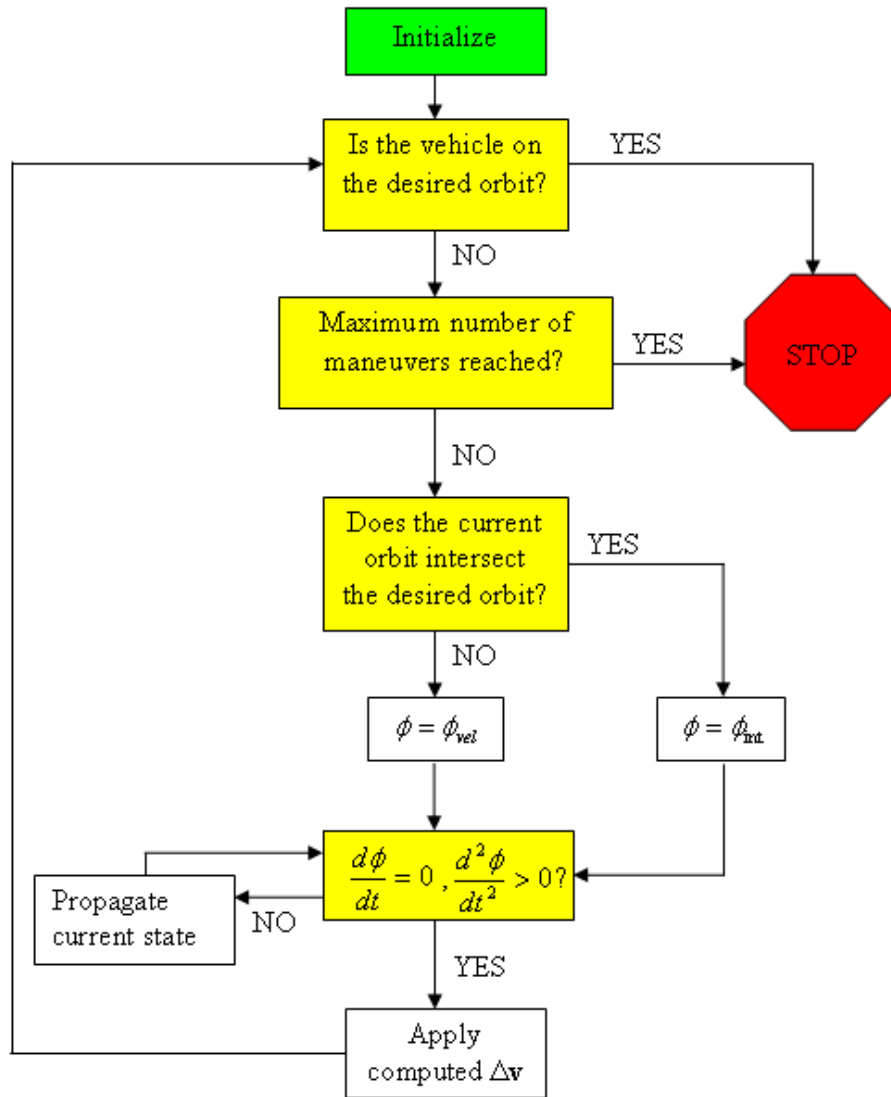 Initialize
Is the vehicle on
the desired orbit?
YES
NO
Maximum number of
maneuvers reached?
YES
STOP
NO
Does the current
orbit intersect
the desired orbit?
YES
NO
ϕ = ϕvel
ϕ = ϕint.
dϕ/dt = 0 , d²ϕ/dt² > 0?
Propagate
current state
NO
YES
Apply
computed Δv